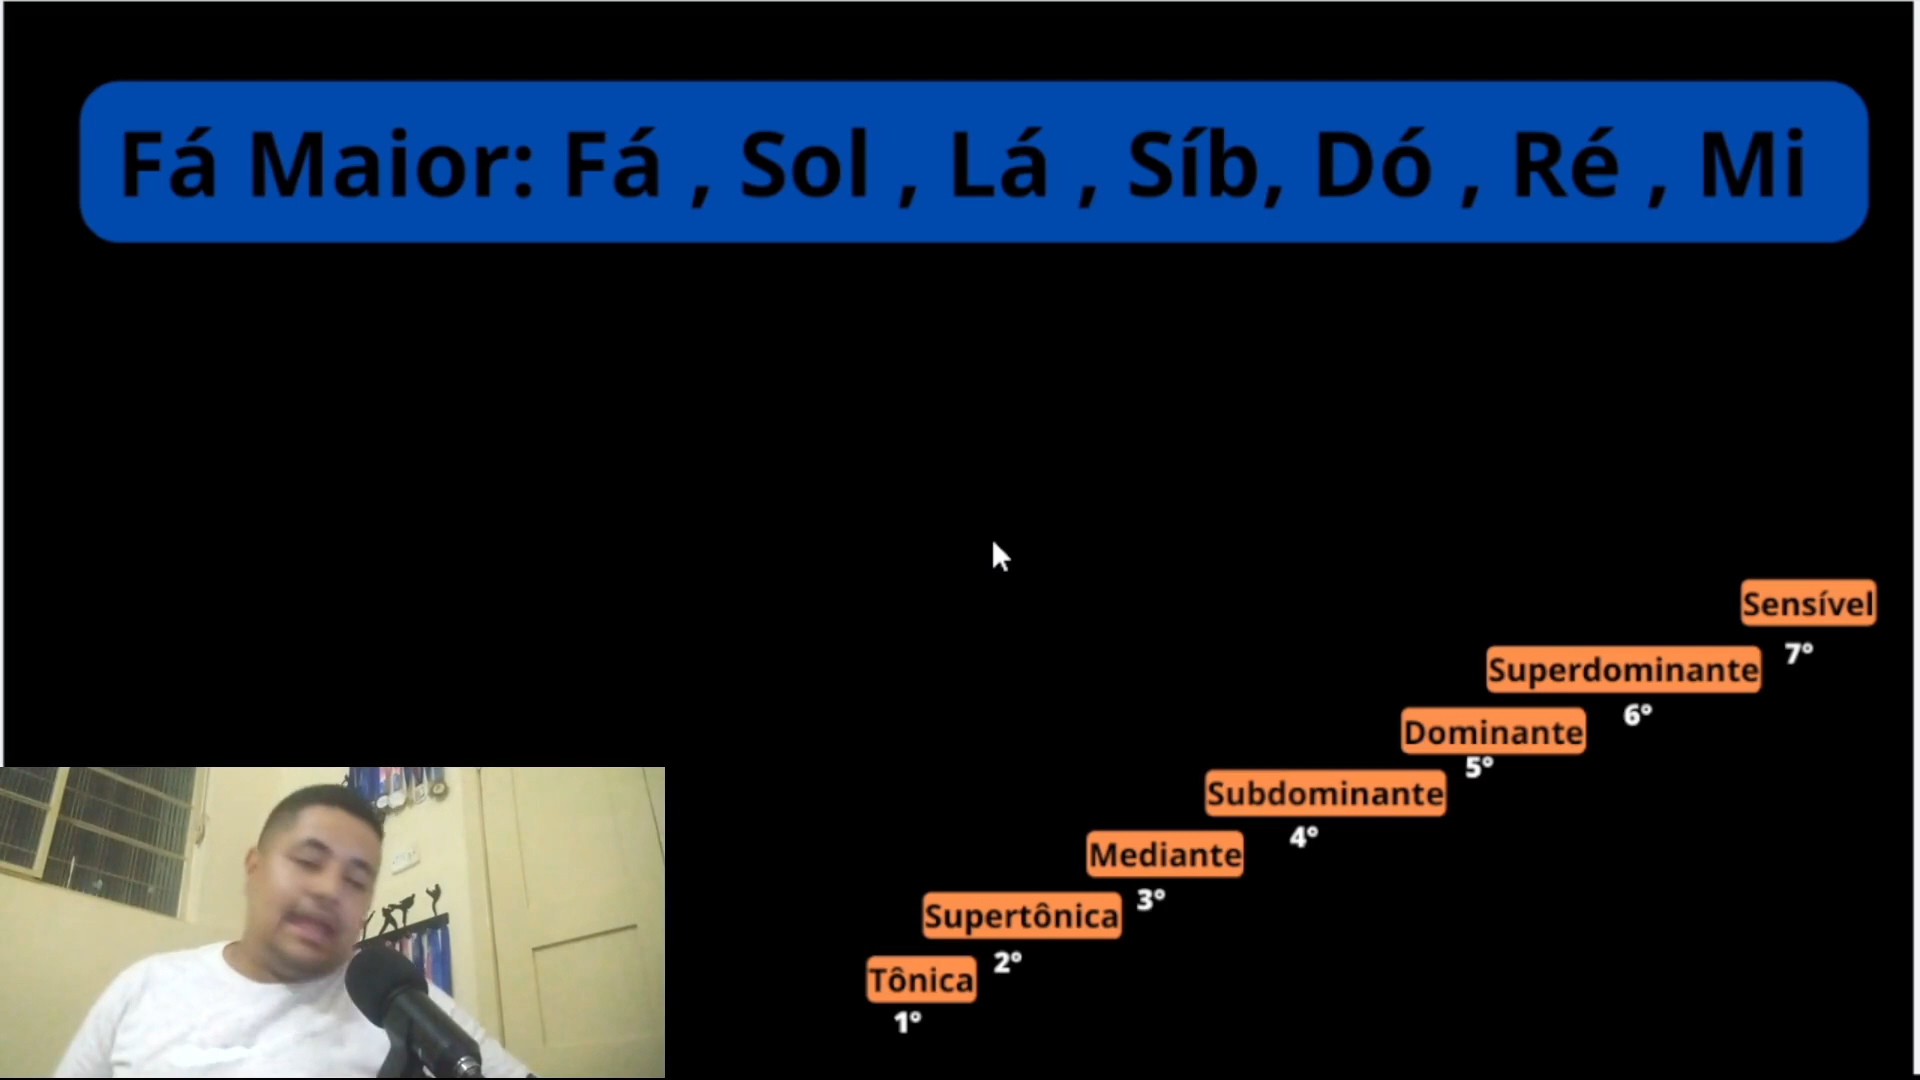 Fá Maior: Fá , Sol , Lá , Síb, Dó , Ré , Mi
Sensível
7°
Superdominante
6°
Dominante
5°
Subdominante
4°
Mediante
3°
Supertônica
2°
Tônica
1°